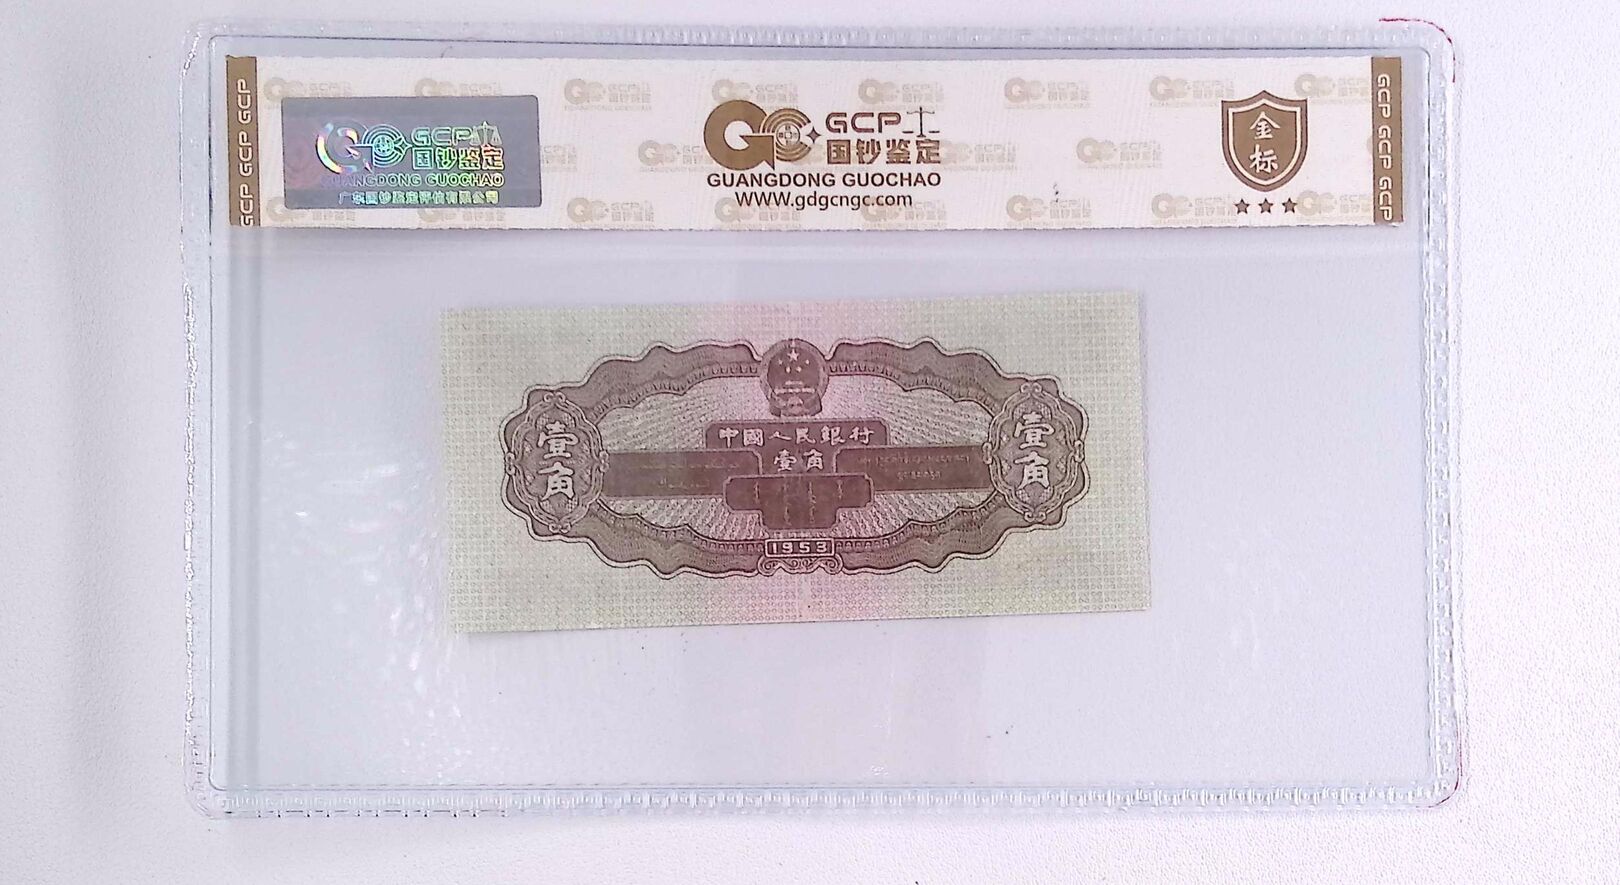 GCP GCP GCP
GCP
国钞鉴定
GUANGDONG GUOCHAO
广东国钞鉴定评估有限公司
GCP
国钞鉴定
GUANGDONG GUOCHAO
WWW.gdgcngc.com
金
标
GCP GCP GCP
中國人民銀行
壹角
壹角
壹角
1953